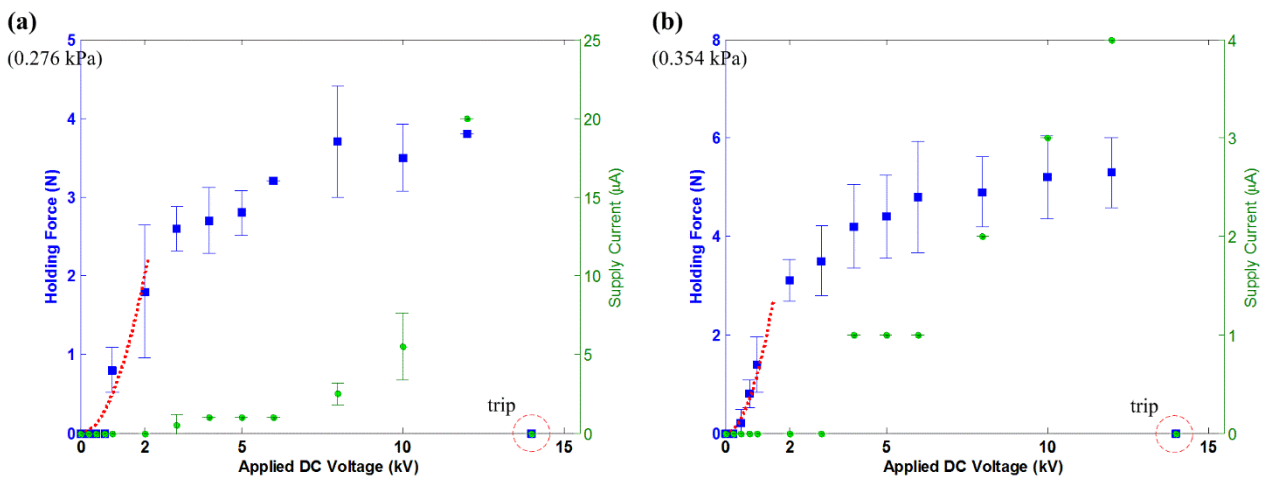 (a)
(0.276 kPa)
5
4
3
2
1
0
Holding Force (N)
25
20
15
10
5
0
Supply Current (µA)
trip
0
2
5
10
15
Applied DC Voltage (kV)
(b)
(0.354 kPa)
8
6
4
2
0
Holding Force (N)
4
3
2
1
0
Supply Current (µA)
trip
0
2
5
10
15
Applied DC Voltage (kV)